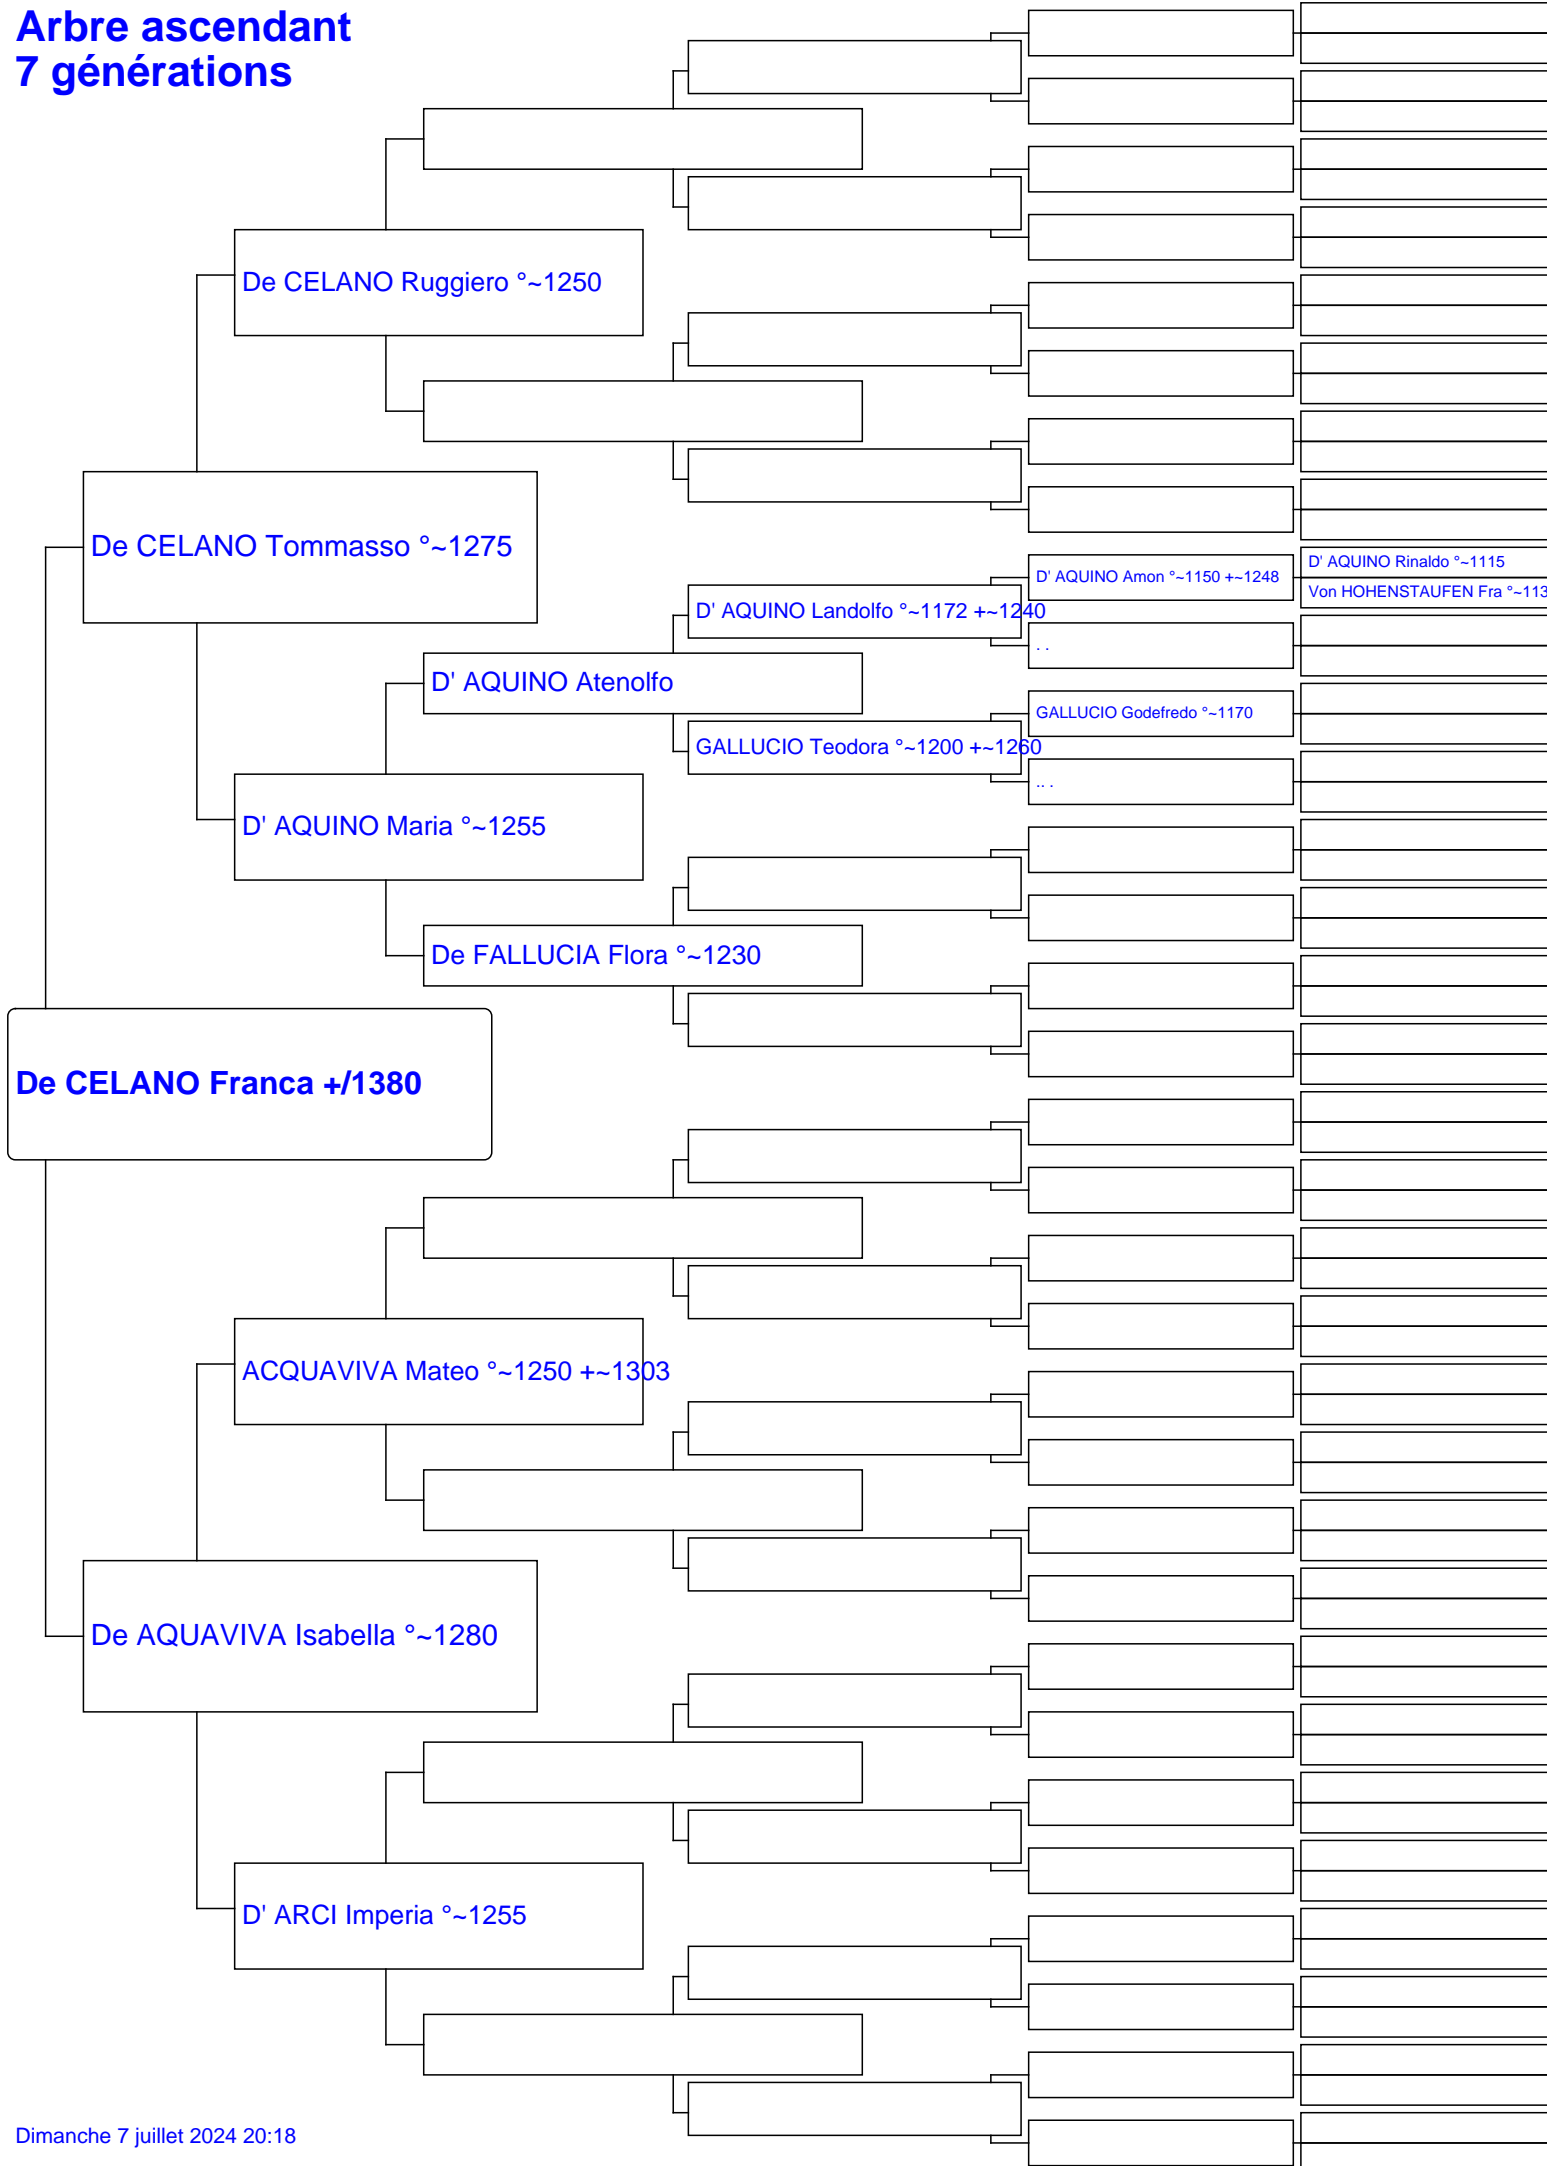 Arbre ascendant
7 générations
De CELANO Ruggiero °~1250
De CELANO Tommasso °~1275
D' AQUINO Rinaldo °~1115
D' AQUINO Amon °~1150 +~1248
Von HOHENSTAUFEN Fra °~113
D' AQUINO Landolfo °~1172 +~1240
. .
D' AQUINO Atenolfo
GALLUCIO Godefredo °~1170
GALLUCIO Teodora °~1200 +~1260
.. .
D' AQUINO Maria °~1255
De FALLUCIA Flora °~1230
De CELANO Franca +/1380
ACQUAVIVA Mateo °~1250 +~1303
De AQUAVIVA Isabella °~1280
D' ARCI Imperia °~1255
Dimanche 7 juillet 2024 20:18